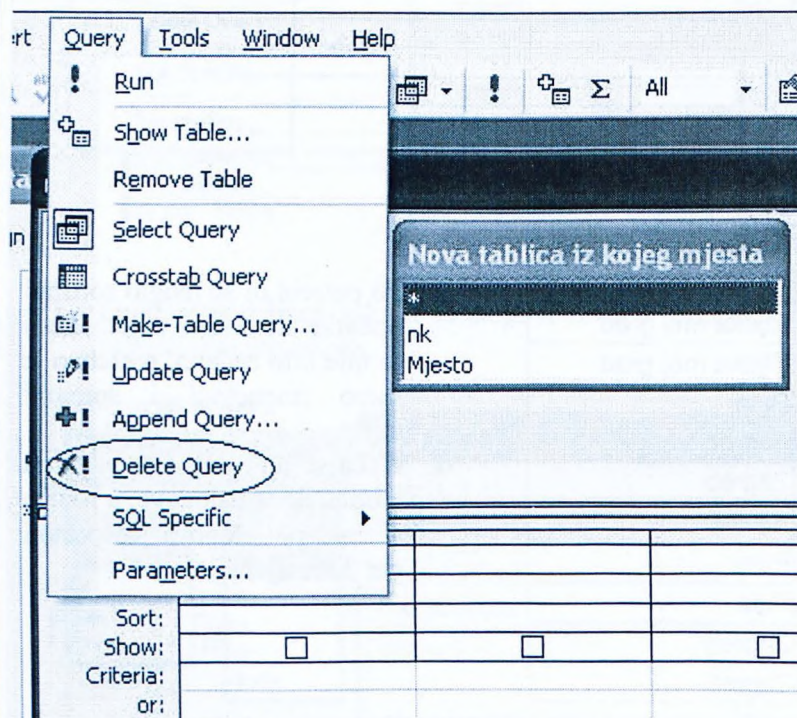 Query Tools Window Help
Run
All
Show Table...
Remove Table
Select Query
Nova tablica iz kojeg mjesta
Crosstab Query
*
Make-Table Query...
nk
Mjesto
Update Query
Append Query...
Delete Query
SQL Specific
Parameters...
Sort:
Show:
Criteria:
or: